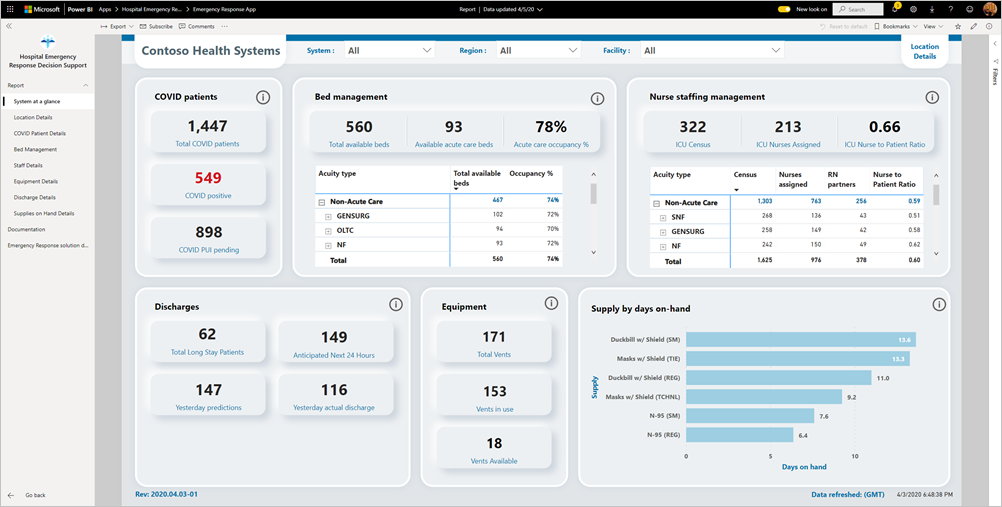 Microsoft Power BI Apps > Hospital Emergency Re... > Emergency Response App
Report | Data updated 4/5/20
New look on
Search
Export Subscribe Comments ...
Reset to default Bookmarks View
Hospital Emergency
Response Decision Support
Report
System at a glance
Location Details
COVID Patient Details
Bed Management
Staff Details
Equipment Details
Discharge Details
Supplies on Hand Details
Documentation
Emergency Response solution d...
Go back
Filters
Contoso Health Systems
System : All
Region : All
Facility : All
Location
Details
COVID patients
1,447
Total COVID patients
549
COVID positive
898
COVID PUI pending
Bed management
560 93 78%
Total available beds Available acute care beds Acute care occupancy %
Acuity type Total available beds Occupancy %
Non-Acute Care 467 74%
GENSURG 102 72%
OLTC 94 70%
NF 93 72%
Total 560 74%
Nurse staffing management
322 213 0.66
ICU Census ICU Nurses Assigned ICU Nurse to Patient Ratio
Acuity type Census Nurses assigned RN partners Nurse to Patient Ratio
Non-Acute Care 1,303 763 256 0.59
SNF 268 136 43 0.51
GENSURG 258 149 42 0.58
NF 242 150 49 0.62
Total 1,625 976 378 0.60
Discharges
62 149
Total Long Stay Patients Anticipated Next 24 Hours
147 116
Yesterday predictions Yesterday actual discharge
Equipment
171
Total Vents
153
Vents in use
18
Vents Available
Supply by days on-hand
Supply
Duckbill w/ Shield (SM) 13.6
Masks w/ Shield (TIE) 13.3
Duckbill w/ Shield (REG) 11.0
Masks w/ Shield (TCHNL) 9.2
N-95 (SM) 7.6
N-95 (REG) 6.4
0 5 10
Days on hand
Rev: 2020.04.03-01
Data refreshed: (GMT) 4/3/2020 6:48:38 PM